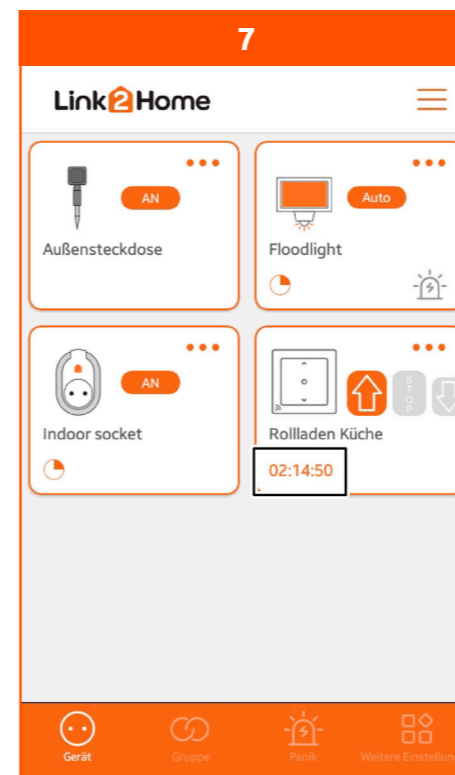 7
Link2Home
AN
Auto
Außensteckdose
Floodlight
AN
STOP
Indoor socket
Rollladen Küche
02:14:50
Gerät
Gruppe
Panik
Weitere Einstellun